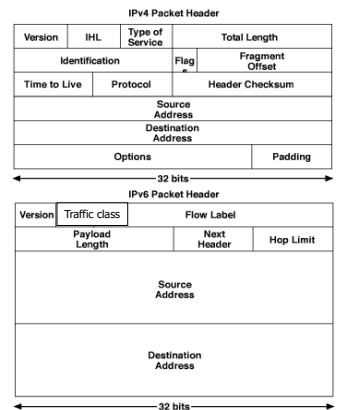 IPv4 Packet Header
Version IHL Type of Service Total Length
Identification Flags Fragment Offset
Time to Live Protocol Header Checksum
Source Address
Destination Address
Options Padding
32 bits
IPv6 Packet Header
Version Traffic class Flow Label
Payload Length Next Header Hop Limit
Source Address
Destination Address
32 bits